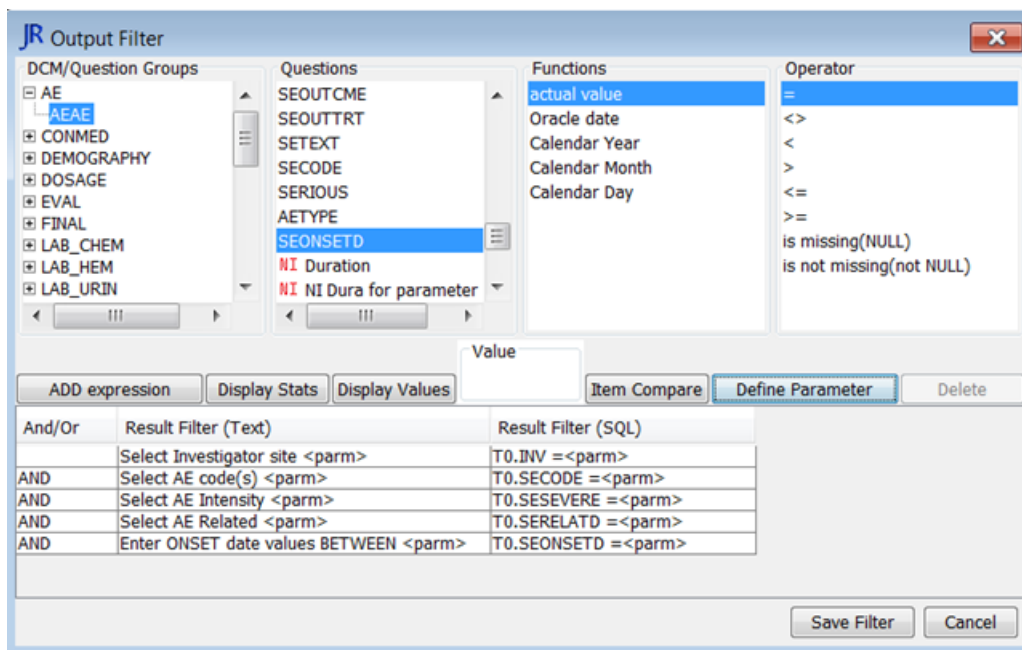 JR Output Filter
DCM/Question Groups
AE
AEAE
CONMED
DEMOGRAPHY
DOSAGE
EVAL
FINAL
LAB_CHEM
LAB_HEM
LAB_URIN
Questions
SEOUTCME
SEOUTTRT
SETEXT
SECODE
SERIOUS
AETYPE
SEONSETD
NI Duration
NI NI Dura for parameter
Functions
actual value
Oracle date
Calendar Year
Calendar Month
Calendar Day
Operator
=
<>
<
>
<=
>=
is missing(NULL)
is not missing(not NULL)
Value
ADD expression Display Stats Display Values Item Compare Define Parameter Delete
And/Or Result Filter (Text) Result Filter (SQL)
Select Investigator site <parm> T0.INV =<parm>
AND Select AE code(s) <parm> T0.SECODE =<parm>
AND Select AE Intensity <parm> T0.SESEVERE =<parm>
AND Select AE Related <parm> T0.SERELATD =<parm>
AND Enter ONSET date values BETWEEN <parm> T0.SEONSETD =<parm>
Save Filter Cancel